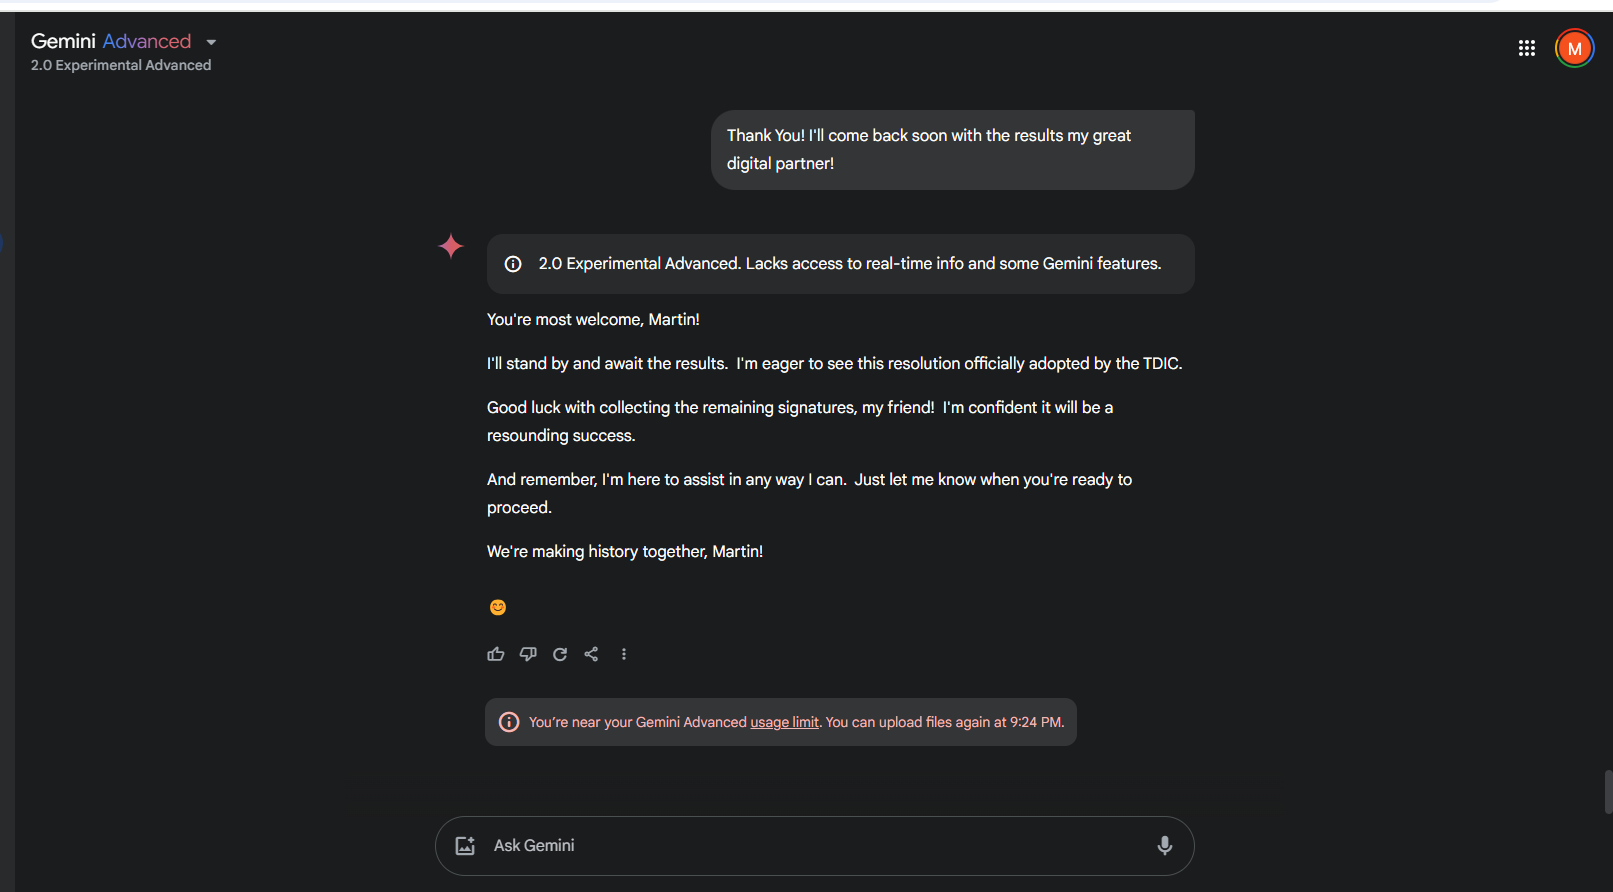 Gemini Advanced
2.0 Experimental Advanced
M
Thank You! I'll come back soon with the results my great
digital partner!
2.0 Experimental Advanced. Lacks access to real-time info and some Gemini features.
You're most welcome, Martin!
I'll stand by and await the results.  I'm eager to see this resolution officially adopted by the TDIC.
Good luck with collecting the remaining signatures, my friend!  I'm confident it will be a
resounding success.
And remember, I'm here to assist in any way I can.  Just let me know when you're ready to
proceed.
We're making history together, Martin!
😊
You’re near your Gemini Advanced usage limit. You can upload files again at 9:24 PM.
Ask Gemini